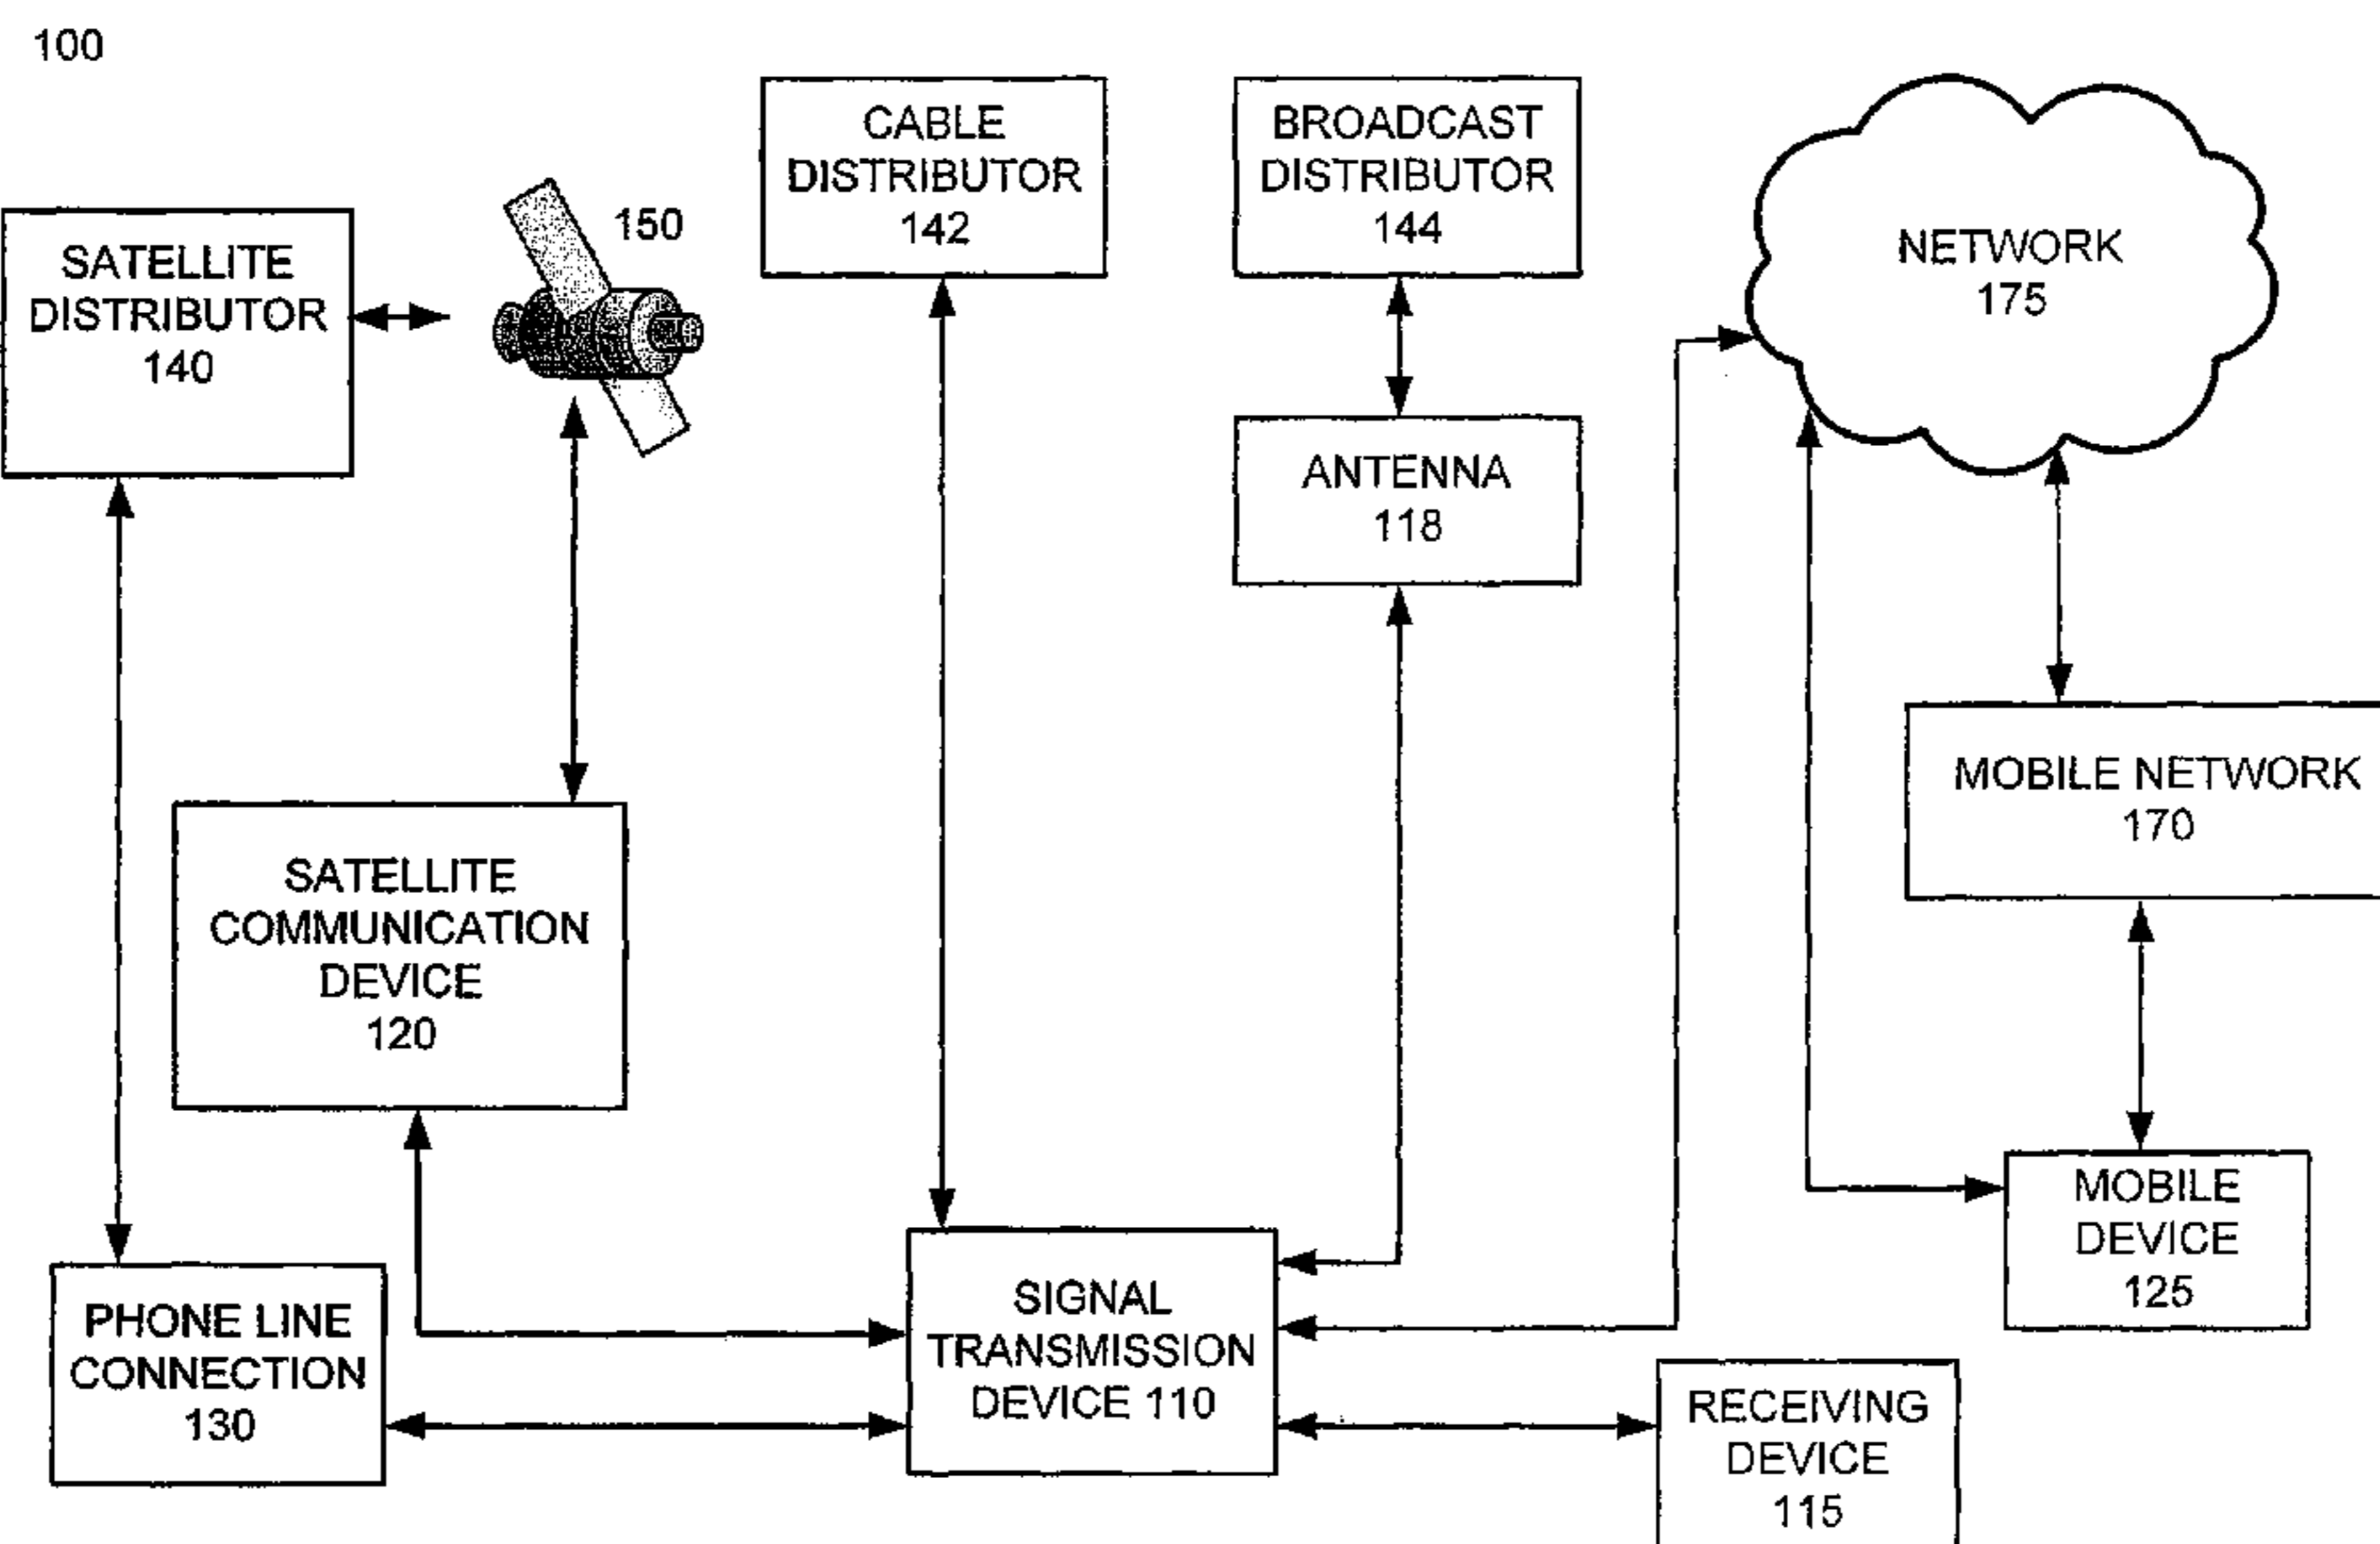 100
SATELLITE
DISTRIBUTOR
140
150
CABLE
DISTRIBUTOR
142
BROADCAST
DISTRIBUTOR
144
NETWORK
175
ANTENNA
118
MOBILE NETWORK
170
SATELLITE
COMMUNICATION
DEVICE
120
MOBILE
DEVICE
125
PHONE LINE
CONNECTION
130
SIGNAL
TRANSMISSION
DEVICE 110
RECEIVING
DEVICE
115